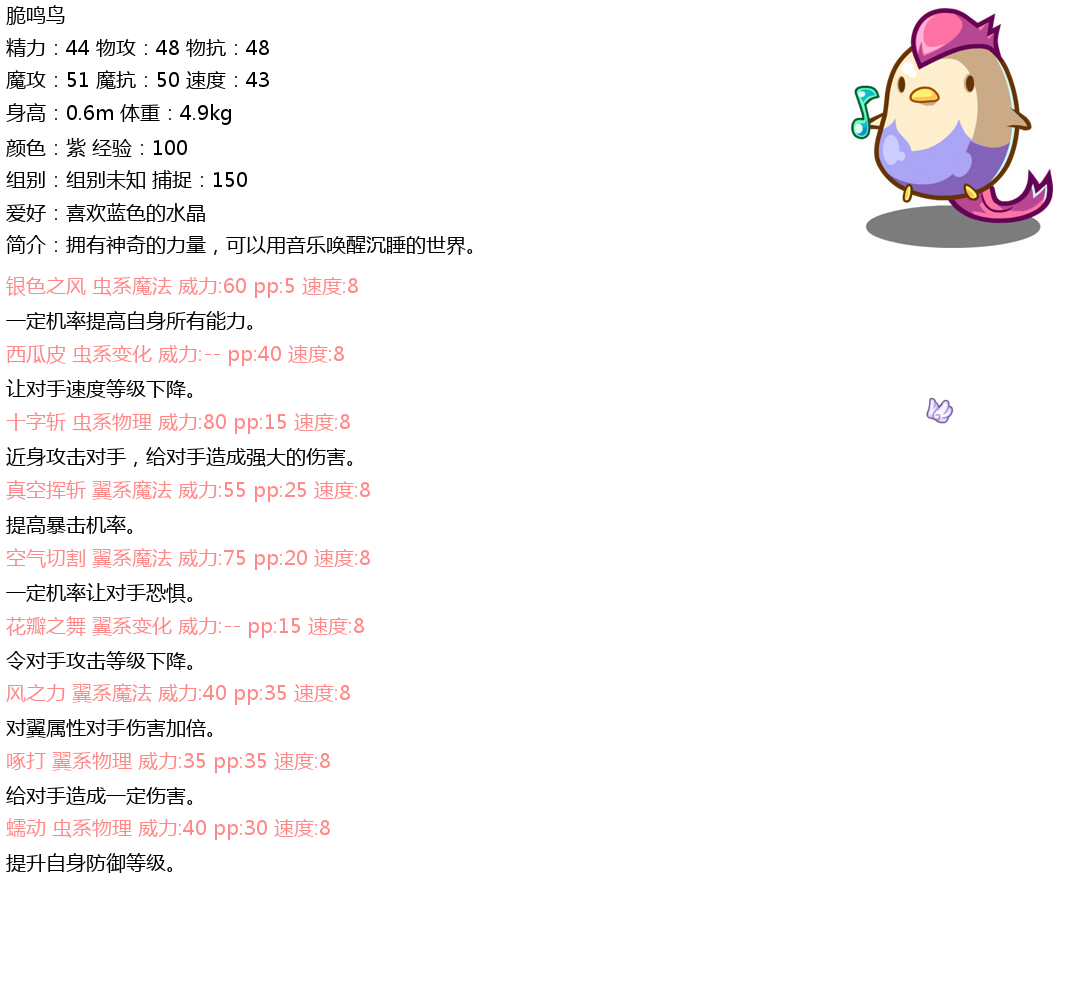 脆鸣鸟
精力：44 物攻：48 物抗：48
魔攻：51 魔抗：50 速度：43
身高：0.6m 体重：4.9kg
颜色：紫 经验：100
组别：组别未知 捕捉：150
爱好：喜欢蓝色的水晶
简介：拥有神奇的力量，可以用音乐唤醒沉睡的世界。
银色之风 虫系魔法 威力:60 pp:5 速度:8
一定机率提高自身所有能力。
西瓜皮 虫系变化 威力:-- pp:40 速度:8
让对手速度等级下降。
十字斩 虫系物理 威力:80 pp:15 速度:8
近身攻击对手，给对手造成强大的伤害。
真空挥斩 翼系魔法 威力:55 pp:25 速度:8
提高暴击机率。
空气切割 翼系魔法 威力:75 pp:20 速度:8
一定机率让对手恐惧。
花瓣之舞 翼系变化 威力:-- pp:15 速度:8
令对手攻击等级下降。
风之力 翼系魔法 威力:40 pp:35 速度:8
对翼属性对手伤害加倍。
啄打 翼系物理 威力:35 pp:35 速度:8
给对手造成一定伤害。
蠕动 虫系物理 威力:40 pp:30 速度:8
提升自身防御等级。